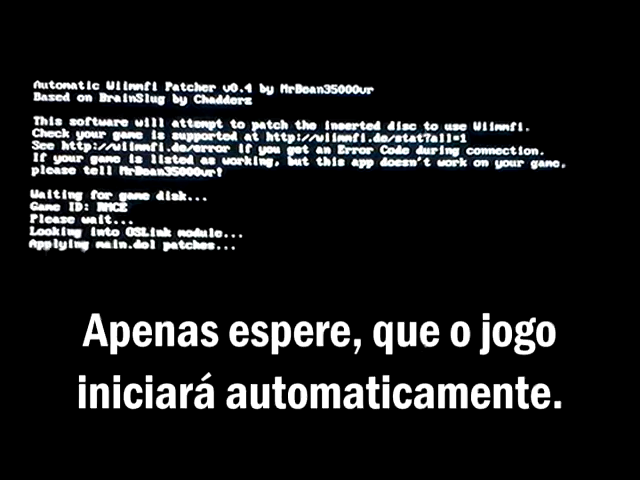 Automatic Wiimmfi Patcher v0.4 by MrBean35000vr
Based on BrainSlug by Chadderz
This software will attempt to patch the inserted disc to use Wiimmfi.
Check your game is supported at http://wiimmfi.de/stat?all=1
See http://wiimmfi.de/error if you get an Error Code during connection.
If your game is listed as working, but this app doesn't work on your game,
please tell MrBean35000vr!
Waiting for game disk...
Game ID: RMCE
Please wait...
Looking into OSLink module...
Applying main.dol patches...
Apenas espere, que o jogo
iniciará automaticamente.